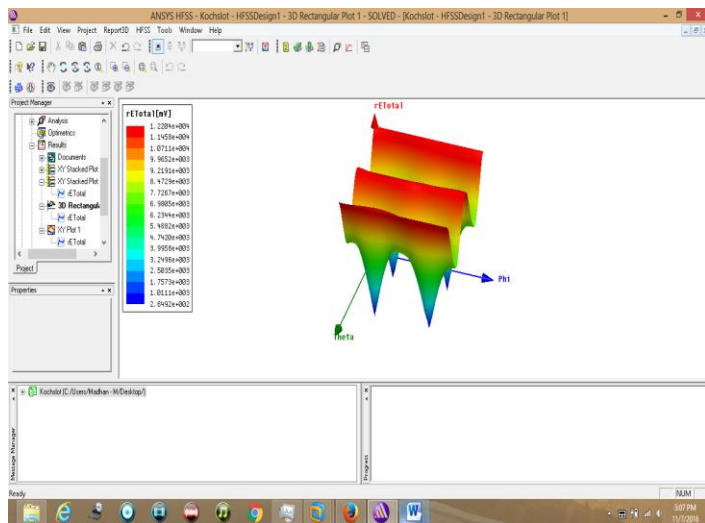 ANSYS HFSS - Kochslot - HFSSDesign1 - 3D Rectangular Plot 1 - SOLVED - [Kochslot - HFSSDesign1 - 3D Rectangular Plot 1]
File Edit View Project Report3D HFSS Tools Window Help
Project Manager
Analysis
Optimetrics
Results
Documents
XY Stacked Plot
XY Stacked Plot
rETotal
3D Rectangul
rETotal
XY Plot 1
rETotal
Project
Properties
rETotal[mV]
1.2204e+004
1.1458e+004
1.0711e+004
9.9652e+003
9.2191e+003
8.4729e+003
7.7267e+003
6.9805e+003
6.2344e+003
5.4882e+003
4.7420e+003
3.9958e+003
3.2496e+003
2.5035e+003
1.7573e+003
1.0111e+003
2.6492e+002
rETotal
Phi
Theta
Message Manager
Kochslot (C:/Users/Madhan - M/Desktop/)
Progress
Ready
NUM
3:07 PM
11/7/2016